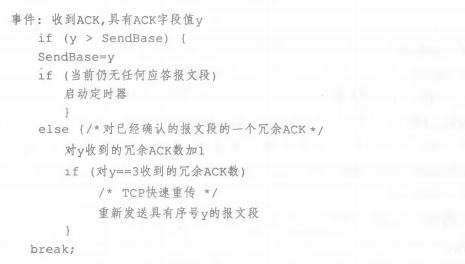 事件: 收到ACK,具有ACK字段值y
if (y > SendBase) {
SendBase=y
if (当前仍无任何应答报文段)
启动定时器
}
else {/*对已经确认的报文段的一个冗余ACK*/
对y收到的冗余ACK数加1
if (对y==3收到的冗余ACK数)
/* TCP快速重传 */
重新发送具有序号y的报文段
}
break;